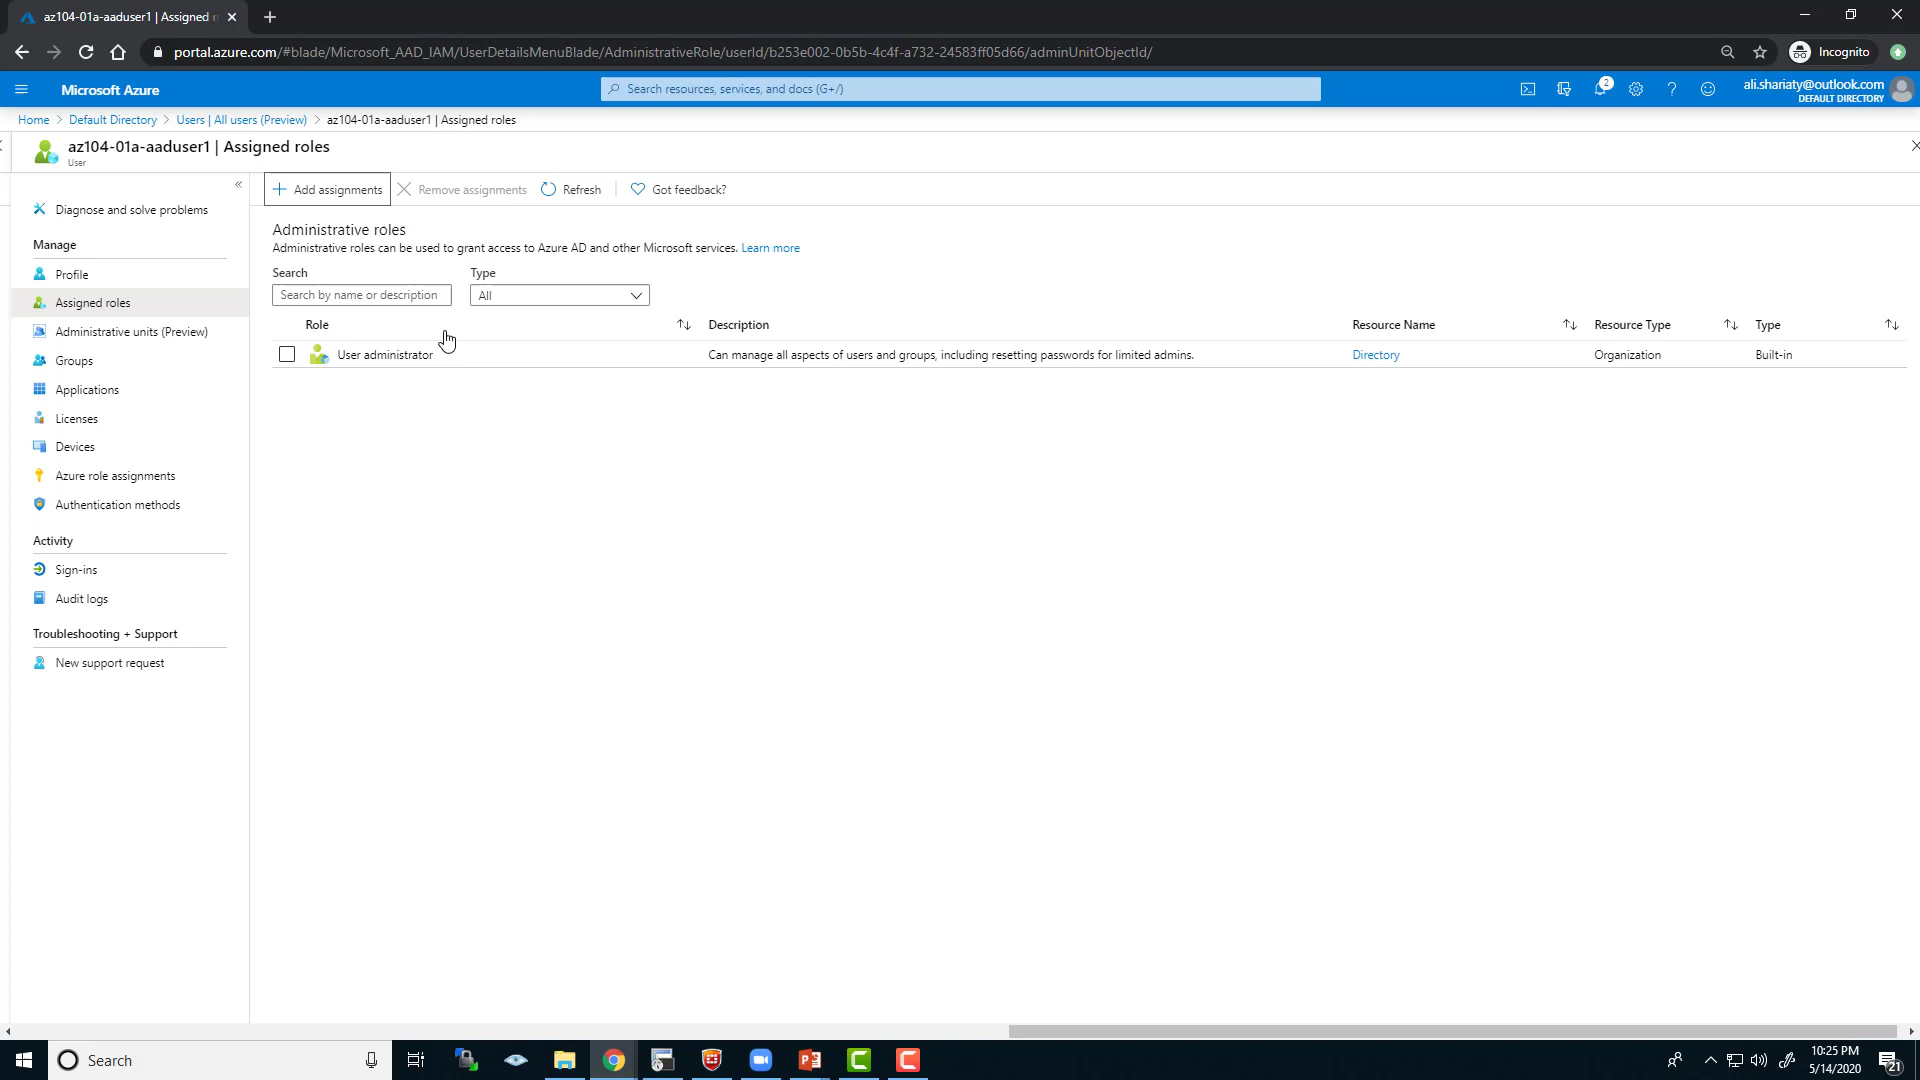 az104-01a-aaduser1 | Assigned r
portal.azure.com/#blade/Microsoft_AAD_IAM/UserDetailsMenuBlade/AdministrativeRole/userId/b253e002-0b5b-4c4f-a732-24583ff05d66/adminUnitObjectId/
Incognito
Microsoft Azure
Search resources, services, and docs (G+/)
2
ali.shariaty@outlook.com
DEFAULT DIRECTORY
Home > Default Directory > Users | All users (Preview) > az104-01a-aaduser1 | Assigned roles
az104-01a-aaduser1 | Assigned roles
User
Diagnose and solve problems
Manage
Profile
Assigned roles
Administrative units (Preview)
Groups
Applications
Licenses
Devices
Azure role assignments
Authentication methods
Activity
Sign-ins
Audit logs
Troubleshooting + Support
New support request
Add assignments
Remove assignments
Refresh
Got feedback?
Administrative roles
Administrative roles can be used to grant access to Azure AD and other Microsoft services. Learn more
Search
Type
Search by name or description
All
Role
Description
Resource Name
Resource Type
Type
User administrator
Can manage all aspects of users and groups, including resetting passwords for limited admins.
Directory
Organization
Built-in
Search
10:25 PM
5/14/2020
21